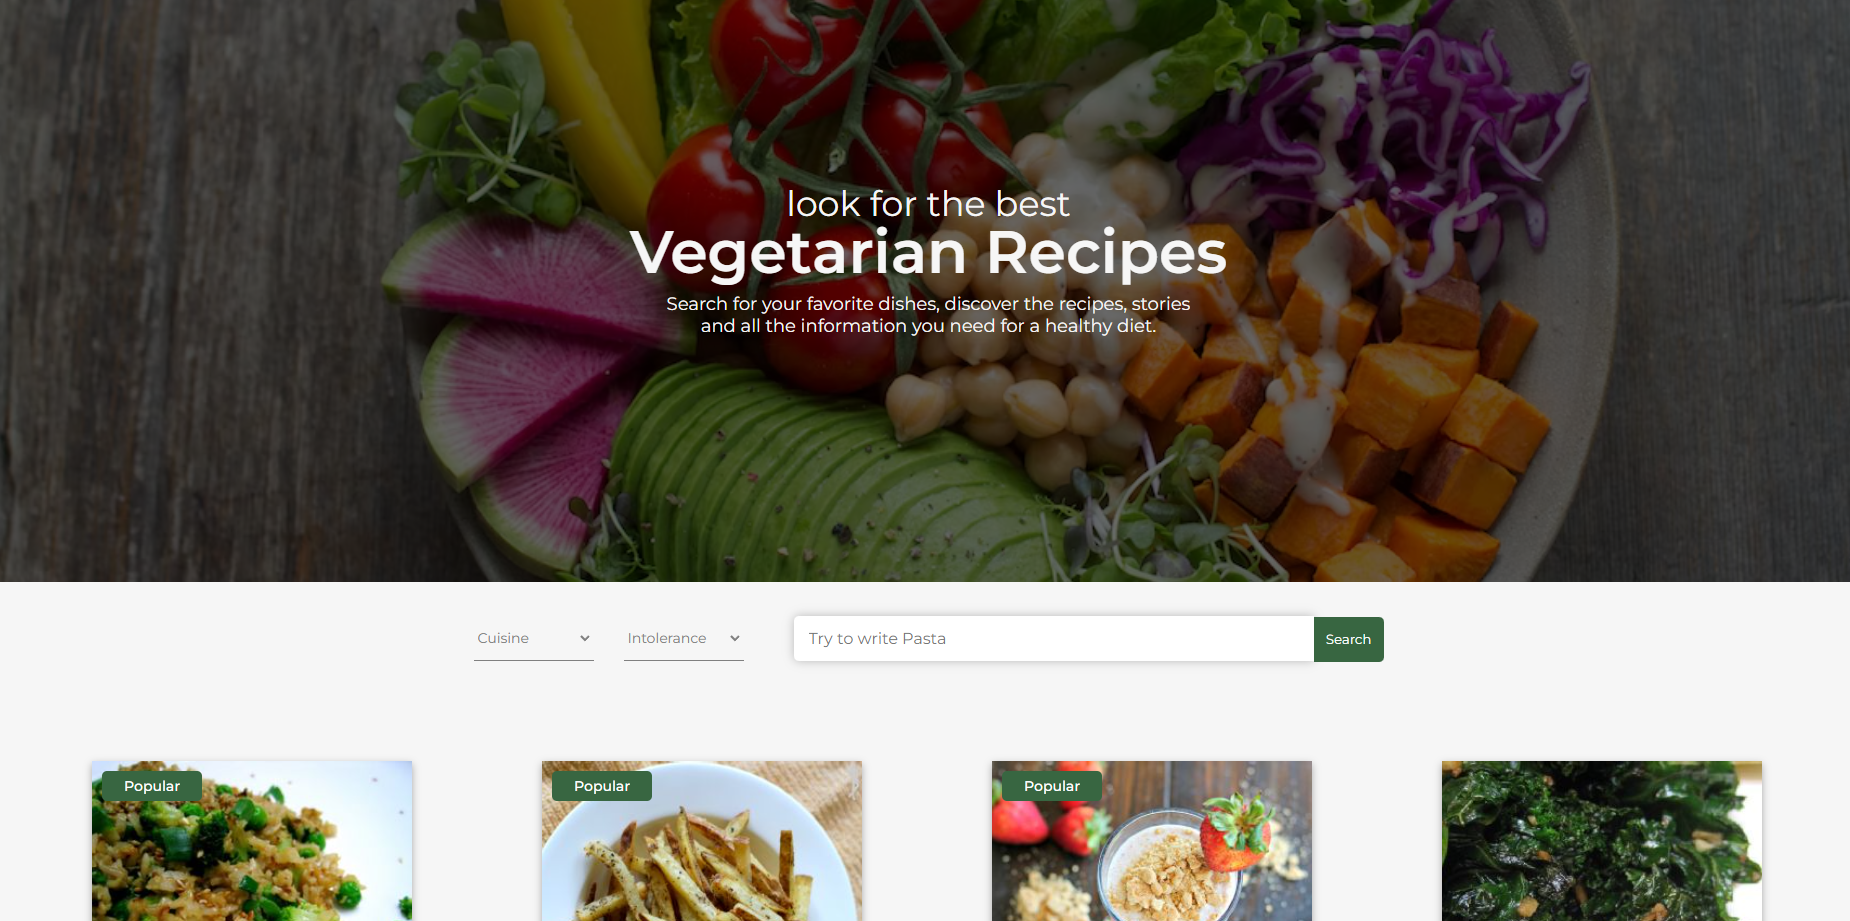 look for the best
Vegetarian Recipes
Search for your favorite dishes, discover the recipes, stories
and all the information you need for a healthy diet.
Cuisine
Intolerance
Try to write Pasta
Search
Popular
Popular
Popular